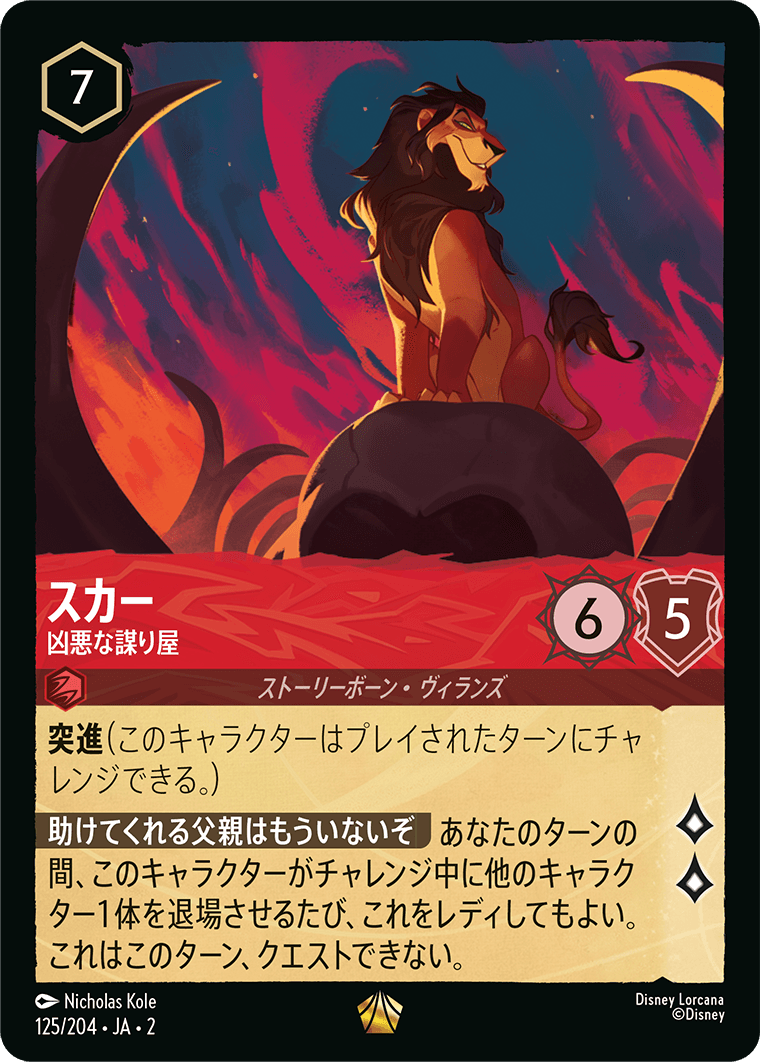 7
スカー
凶悪な謀り屋
6
5
ストーリーボーン・ヴィランズ
突進(このキャラクターはプレイされたターンにチャ
レンジできる。)
助けてくれる父親はもういないぞ あなたのターンの
間、このキャラクターがチャレンジ中に他のキャラク
ター1体を退場させるたび、これをレディしてもよい。
これはこのターン、クエストできない。
Nicholas Kole
125/204・JA・2
Disney Lorcana
©Disney